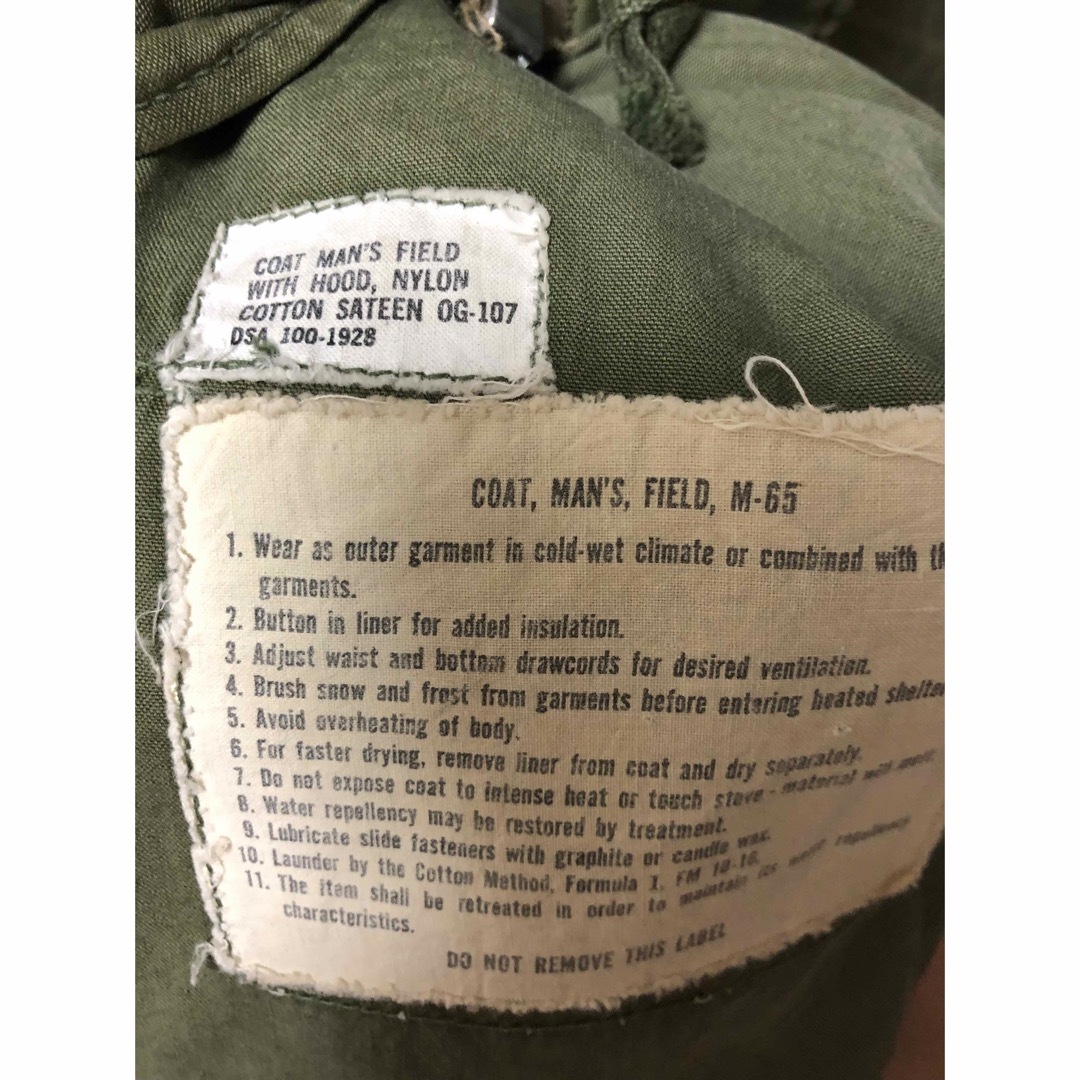 COAT MAN'S FIELD
WITH HOOD, NYLON
COTTON SATEEN OG-107
DSA 100-1928
COAT, MAN'S, FIELD, M-65
1. Wear as outer garment in cold-wet climate or combined with
garments.
2. Button in liner for added insulation.
3. Adjust waist and bottom drawcords for desired ventilation.
4. Brush snow and frost from garments before entering heated shelter
5. Avoid overheating of body.
6. For faster drying, remove liner from coat and dry separately.
7. Do not expose coat to intense heat or touch stove - material will
8. Water repellency may be restored by treatment.
9. Lubricate slide fasteners with graphite or candle wax.
10. Launder by the Cotton Method, Formula I, FM 10-16.
11. The item shall be retreated in order to maintain its repellency
characteristics.
DO NOT REMOVE THIS LABEL